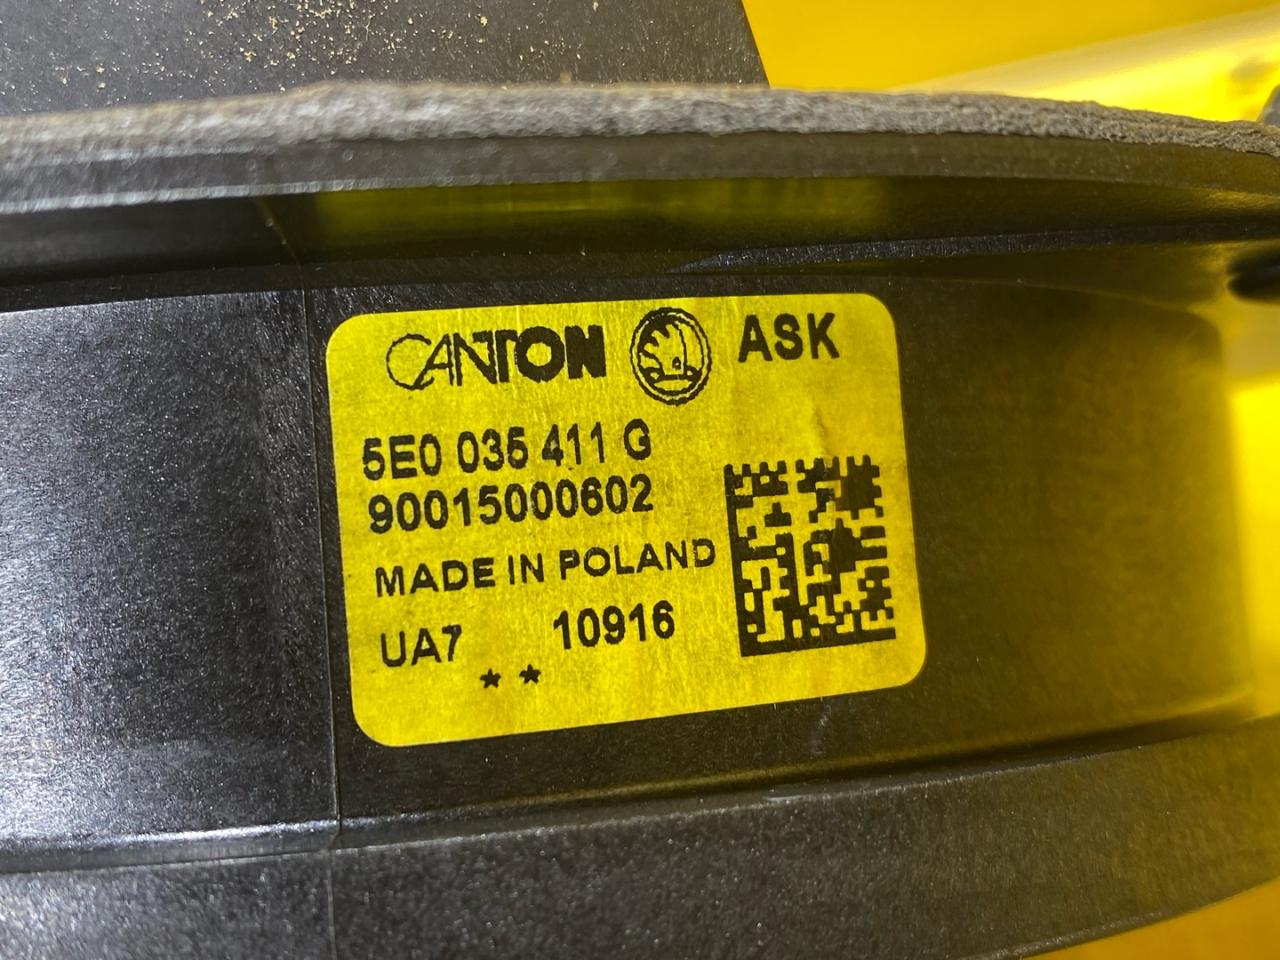 CANTON ASK
5E0 035 411 G
90015000602
MADE IN POLAND
UA7 10916
**